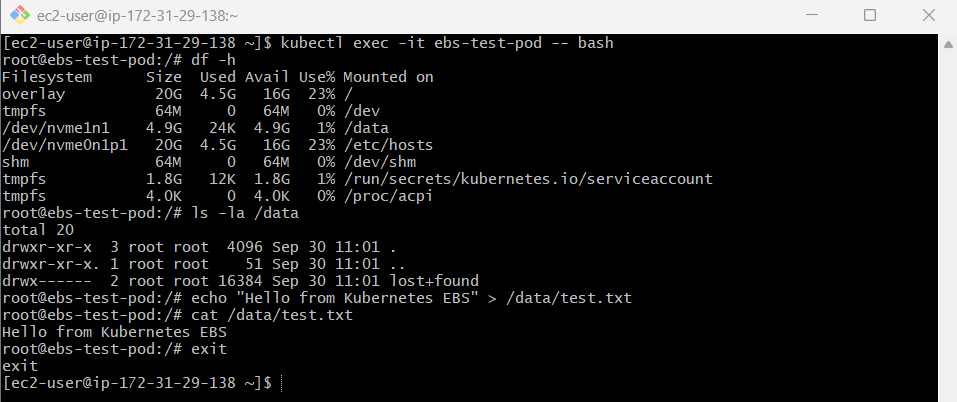 ec2-user@ip-172-31-29-138:~
[ec2-user@ip-172-31-29-138 ~]$ kubectl exec -it ebs-test-pod -- bash
root@ebs-test-pod:/# df -h
Filesystem      Size  Used Avail Use% Mounted on
overlay          20G  4.5G   16G  23% /
tmpfs            64M     0   64M   0% /dev
/dev/nvme1n1    4.9G   24K  4.9G   1% /data
/dev/nvme0n1p1   20G  4.5G   16G  23% /etc/hosts
shm              64M     0   64M   0% /dev/shm
tmpfs           1.8G   12K  1.8G   1% /run/secrets/kubernetes.io/serviceaccount
tmpfs           4.0K     0  4.0K   0% /proc/acpi
root@ebs-test-pod:/# ls -la /data
total 20
drwxr-xr-x  3 root root  4096 Sep 30 11:01 .
drwxr-xr-x. 1 root root    51 Sep 30 11:01 ..
drwx------  2 root root 16384 Sep 30 11:01 lost+found
root@ebs-test-pod:/# echo "Hello from Kubernetes EBS" > /data/test.txt
root@ebs-test-pod:/# cat /data/test.txt
Hello from Kubernetes EBS
root@ebs-test-pod:/# exit
exit
[ec2-user@ip-172-31-29-138 ~]$